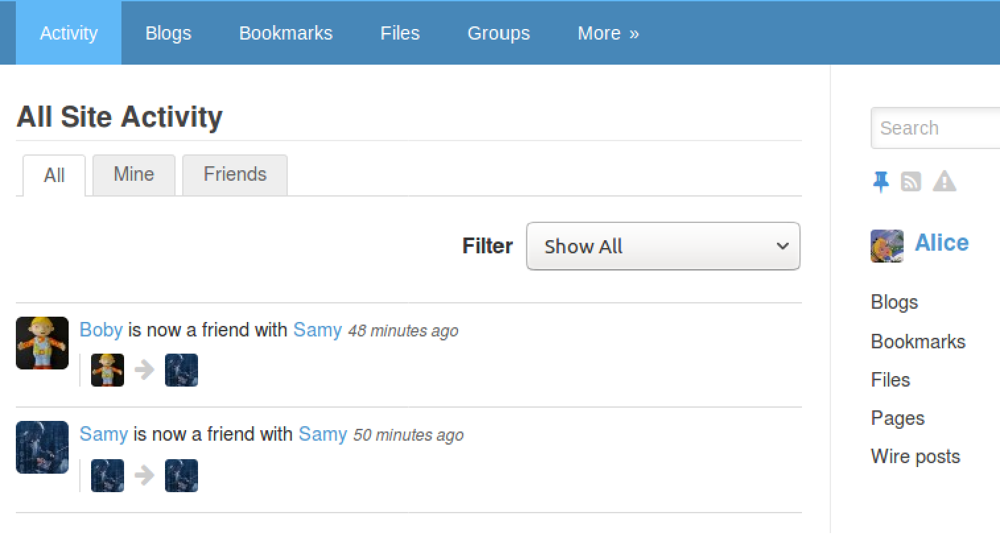 Activity Blogs Bookmarks Files Groups More »
All Site Activity
Search
All Mine Friends
Filter Show All
Alice
Boby is now a friend with Samy 48 minutes ago
Samy is now a friend with Samy 50 minutes ago
Blogs
Bookmarks
Files
Pages
Wire posts